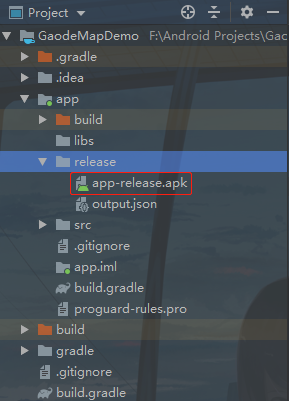 Project
GaodeMapDemo F:\Android Projects\Gao
.gradle
.idea
app
build
libs
release
app-release.apk
output.json
src
.gitignore
app.iml
build.gradle
proguard-rules.pro
build
gradle
.gitignore
build.gradle